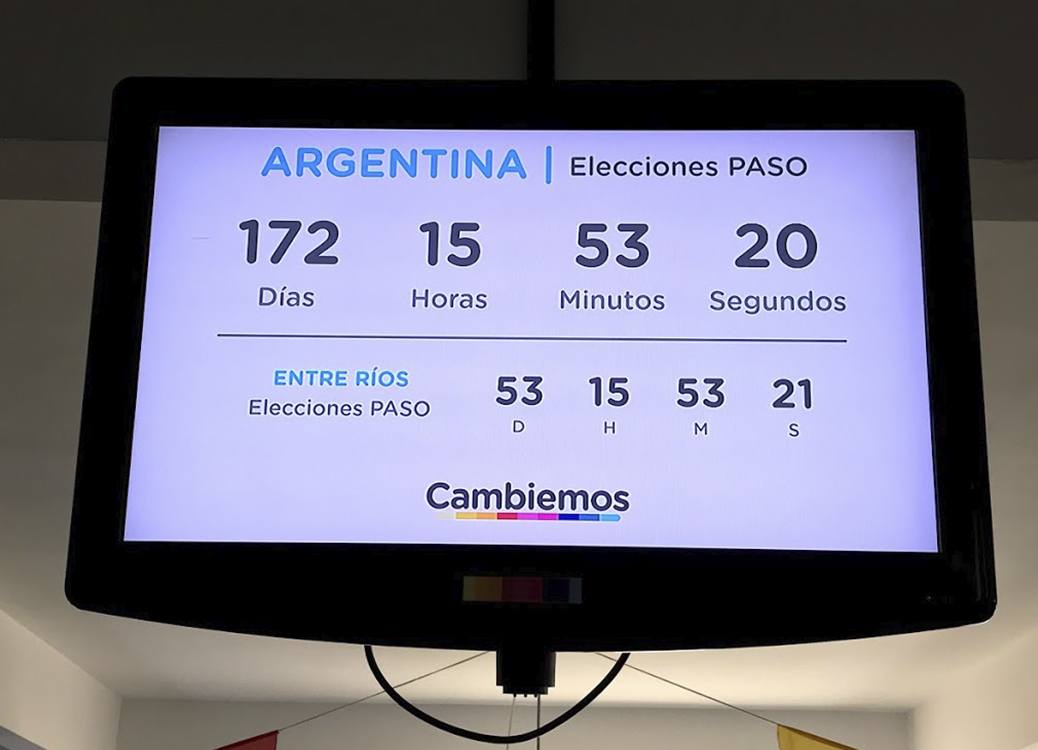 ARGENTINA | Elecciones PASO
172 15 53 20
Días Horas Minutos Segundos
ENTRE RÍOS
Elecciones PASO
53 15 53 21
D H M S
Cambiemos